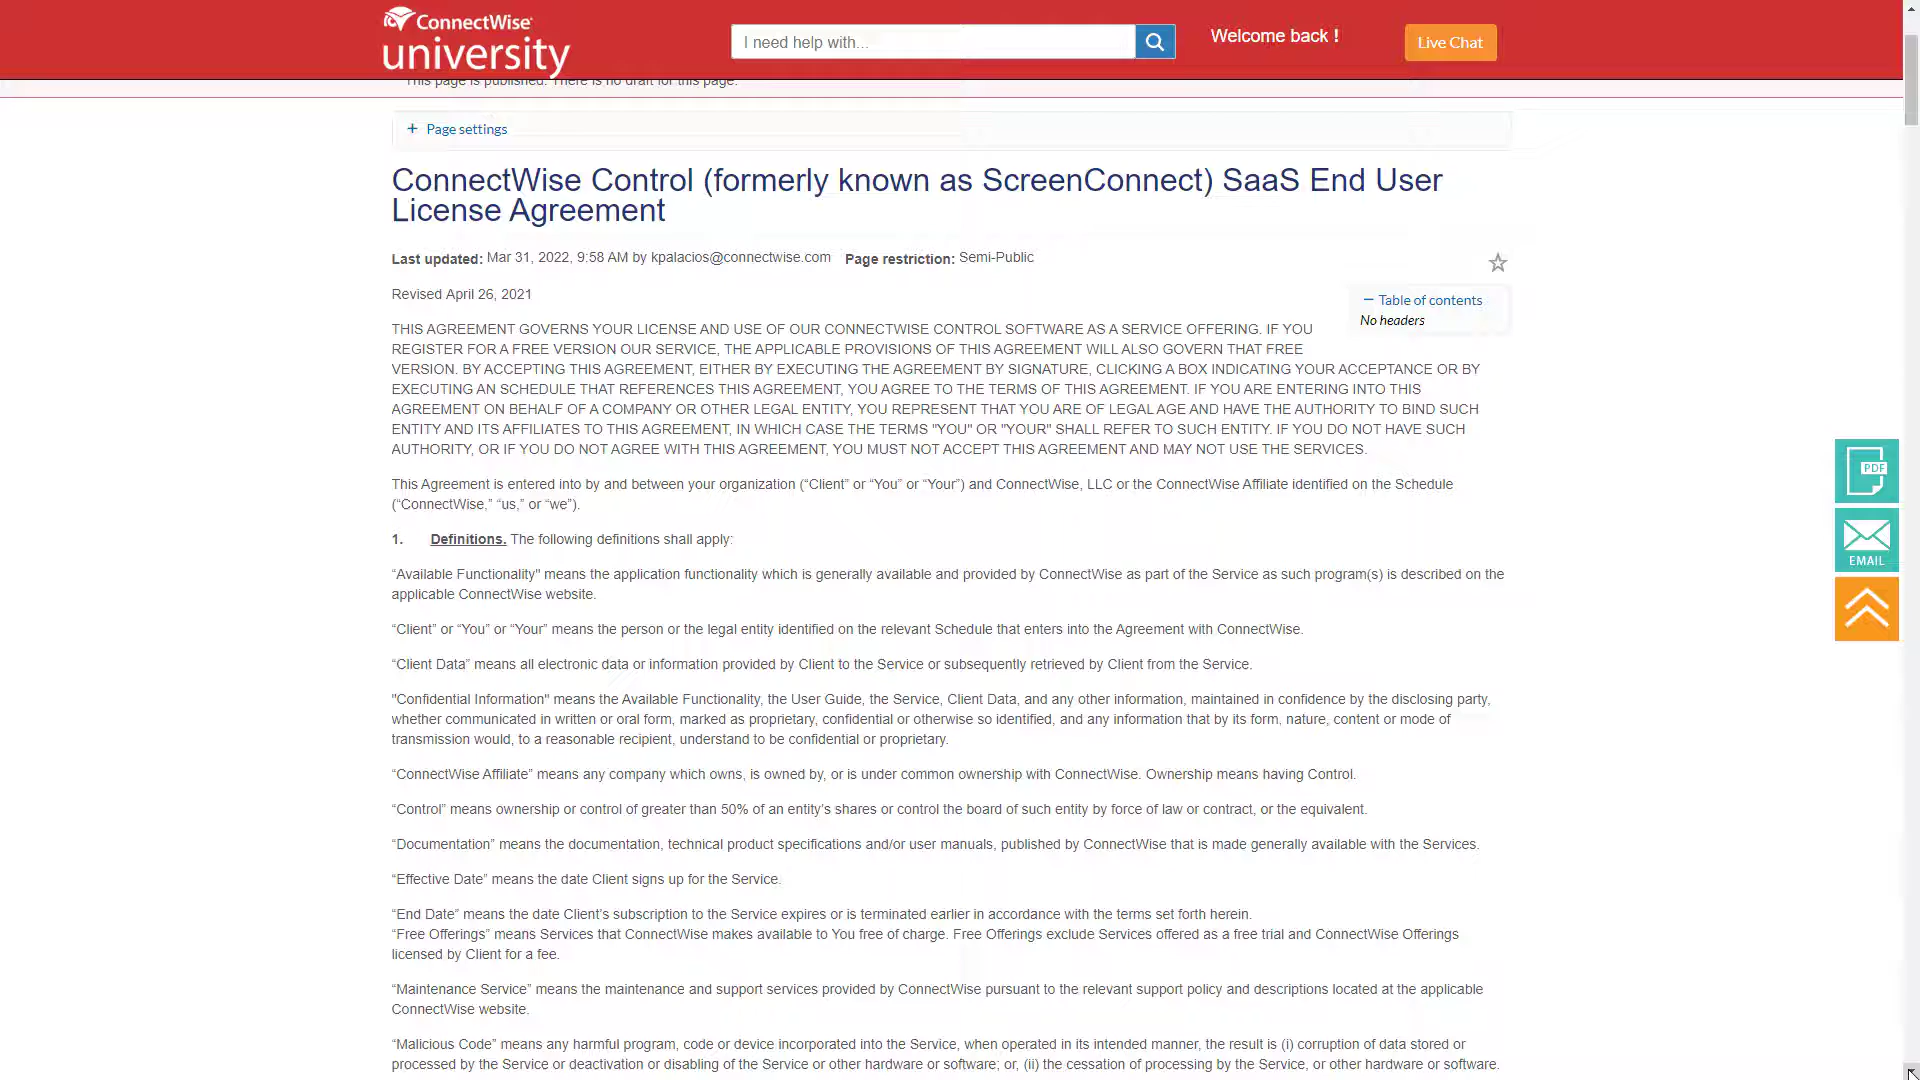 ConnectWise
university
I need help with...
Welcome back !
Live Chat
This page is published. There is no draft for this page.
+ Page settings
ConnectWise Control (formerly known as ScreenConnect) SaaS End User
License Agreement
Last updated: Mar 31, 2022, 9:58 AM by kpalacios@connectwise.com Page restriction: Semi-Public
Revised April 26, 2021
− Table of contents
No headers
THIS AGREEMENT GOVERNS YOUR LICENSE AND USE OF OUR CONNECTWISE CONTROL SOFTWARE AS A SERVICE OFFERING. IF YOU
REGISTER FOR A FREE VERSION OUR SERVICE, THE APPLICABLE PROVISIONS OF THIS AGREEMENT WILL ALSO GOVERN THAT FREE
VERSION. BY ACCEPTING THIS AGREEMENT, EITHER BY EXECUTING THE AGREEMENT BY SIGNATURE, CLICKING A BOX INDICATING YOUR ACCEPTANCE OR BY
EXECUTING AN SCHEDULE THAT REFERENCES THIS AGREEMENT, YOU AGREE TO THE TERMS OF THIS AGREEMENT. IF YOU ARE ENTERING INTO THIS
AGREEMENT ON BEHALF OF A COMPANY OR OTHER LEGAL ENTITY, YOU REPRESENT THAT YOU ARE OF LEGAL AGE AND HAVE THE AUTHORITY TO BIND SUCH
ENTITY AND ITS AFFILIATES TO THIS AGREEMENT, IN WHICH CASE THE TERMS "YOU" OR "YOUR" SHALL REFER TO SUCH ENTITY. IF YOU DO NOT HAVE SUCH
AUTHORITY, OR IF YOU DO NOT AGREE WITH THIS AGREEMENT, YOU MUST NOT ACCEPT THIS AGREEMENT AND MAY NOT USE THE SERVICES.
This Agreement is entered into by and between your organization (“Client” or “You” or “Your”) and ConnectWise, LLC or the ConnectWise Affiliate identified on the Schedule
(“ConnectWise,” “us,” or “we”).
1. Definitions. The following definitions shall apply:
“Available Functionality" means the application functionality which is generally available and provided by ConnectWise as part of the Service as such program(s) is described on the
applicable ConnectWise website.
“Client” or “You” or “Your” means the person or the legal entity identified on the relevant Schedule that enters into the Agreement with ConnectWise.
“Client Data” means all electronic data or information provided by Client to the Service or subsequently retrieved by Client from the Service.
"Confidential Information" means the Available Functionality, the User Guide, the Service, Client Data, and any other information, maintained in confidence by the disclosing party,
whether communicated in written or oral form, marked as proprietary, confidential or otherwise so identified, and any information that by its form, nature, content or mode of
transmission would, to a reasonable recipient, understand to be confidential or proprietary.
“ConnectWise Affiliate” means any company which owns, is owned by, or is under common ownership with ConnectWise. Ownership means having Control.
“Control” means ownership or control of greater than 50% of an entity’s shares or control the board of such entity by force of law or contract, or the equivalent.
“Documentation” means the documentation, technical product specifications and/or user manuals, published by ConnectWise that is made generally available with the Services.
“Effective Date” means the date Client signs up for the Service.
“End Date” means the date Client’s subscription to the Service expires or is terminated earlier in accordance with the terms set forth herein.
“Free Offerings” means Services that ConnectWise makes available to You free of charge. Free Offerings exclude Services offered as a free trial and ConnectWise Offerings
licensed by Client for a fee.
“Maintenance Service” means the maintenance and support services provided by ConnectWise pursuant to the relevant support policy and descriptions located at the applicable
ConnectWise website.
“Malicious Code” means any harmful program, code or device incorporated into the Service, when operated in its intended manner, the result is (i) corruption of data stored or
processed by the Service or deactivation or disabling of the Service or other hardware or software; or, (ii) the cessation of processing by the Service, or other hardware or software.
PDF
EMAIL